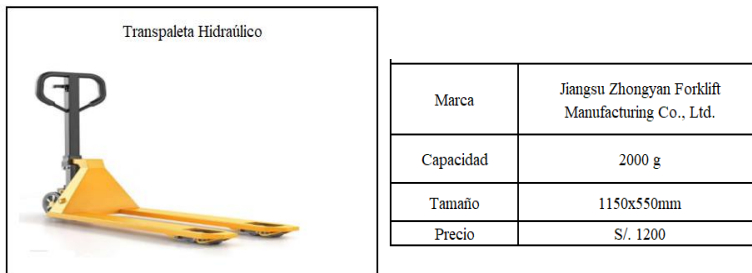 Transpaleta Hidraúlico
Marca
Jiangsu Zhongyan Forklift
Manufacturing Co., Ltd.
Capacidad
2000 g
Tamaño
1150x550mm
Precio
S/. 1200